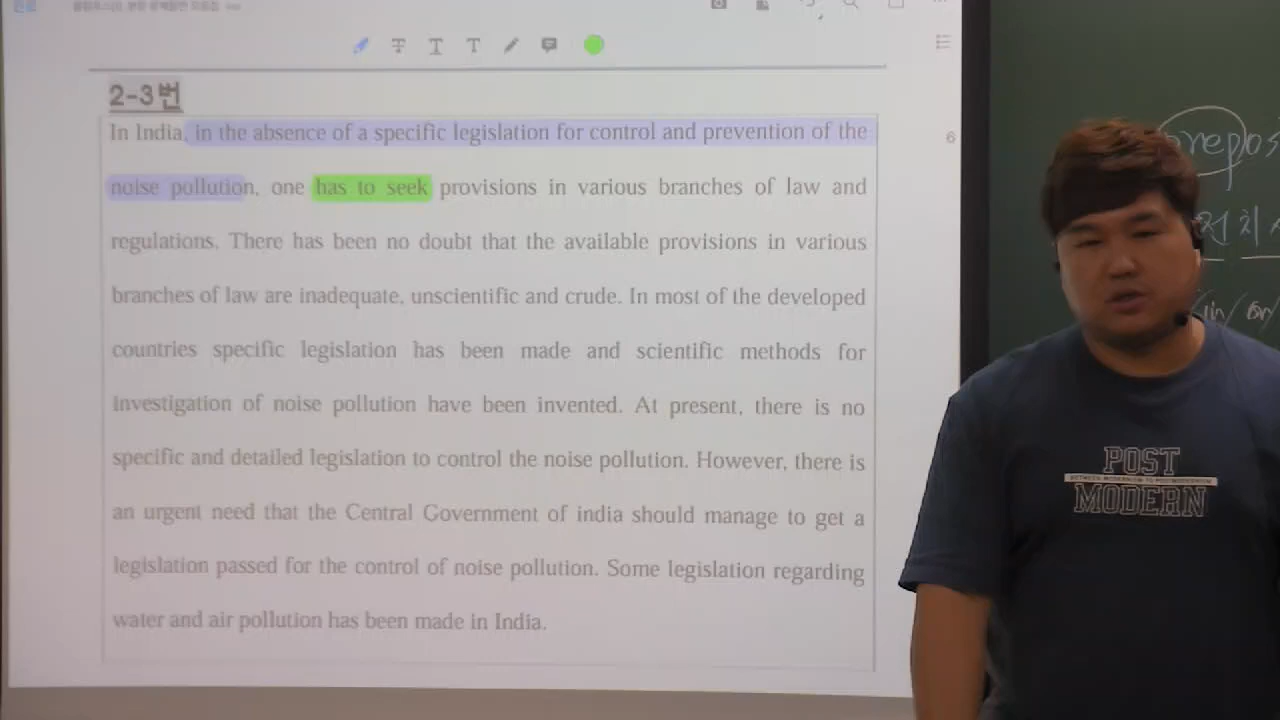 2-3번
In India, in the absence of a specific legislation for control and prevention of the
noise pollution, one has to seek provisions in various branches of law and
regulations. There has been no doubt that the available provisions in various
branches of law are inadequate, unscientific and crude. In most of the developed
countries specific legislation has been made and scientific methods for
investigation of noise pollution have been invented. At present, there is no
specific and detailed legislation to control the noise pollution. However, there is
an urgent need that the Central Government of india should manage to get a
legislation passed for the control of noise pollution. Some legislation regarding
water and air pollution has been made in India.
6
prepos
전치
in/ on/
POST
MODERN